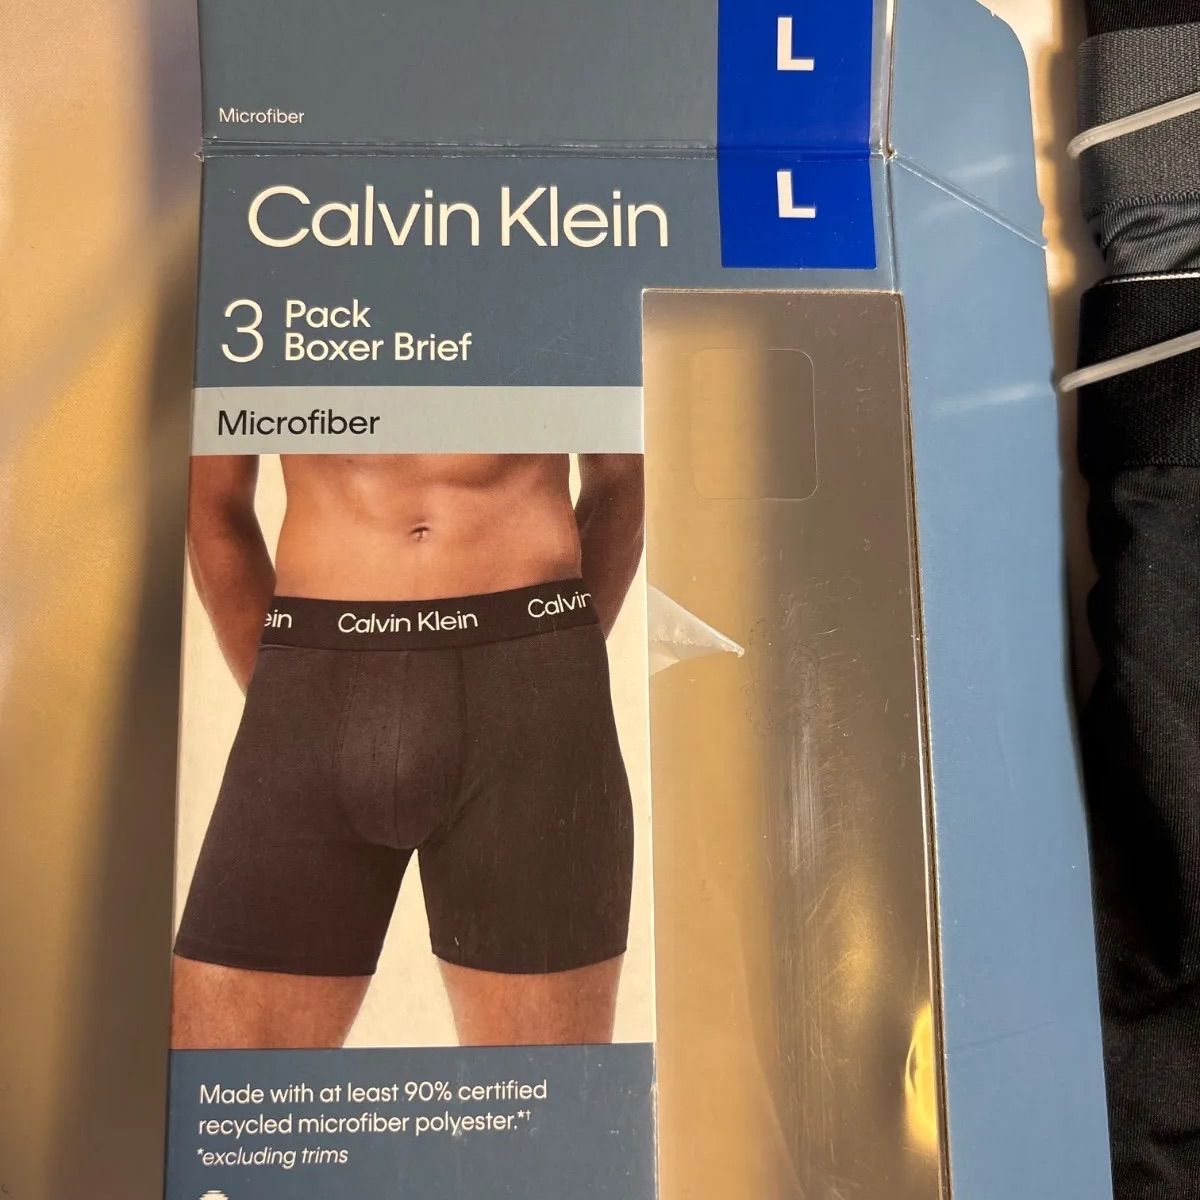 L
Microfiber
L
Calvin Klein
3 Pack
Boxer Brief
Microfiber
ein Calvin Klein Calvin
Made with at least 90% certified
recycled microfiber polyester.*†
*excluding trims